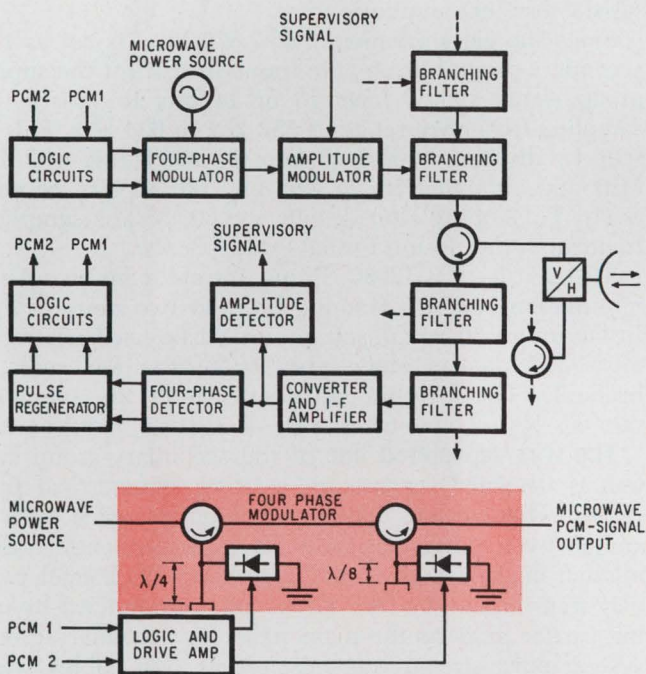 SUPERVISORY
SIGNAL
MICROWAVE
POWER SOURCE
BRANCHING
FILTER
PCM2 PCM1
LOGIC
CIRCUITS
FOUR-PHASE
MODULATOR
AMPLITUDE
MODULATOR
BRANCHING
FILTER
PCM2 PCM1
SUPERVISORY
SIGNAL
V
H
LOGIC
CIRCUITS
AMPLITUDE
DETECTOR
BRANCHING
FILTER
PULSE
REGENERATOR
FOUR-PHASE
DETECTOR
CONVERTER
AND I-F
AMPLIFIER
BRANCHING
FILTER
MICROWAVE
POWER
SOURCE
FOUR PHASE
MODULATOR
MICROWAVE
PCM-SIGNAL
OUTPUT
λ/4
λ/8
PCM 1
PCM 2
LOGIC AND
DRIVE AMP